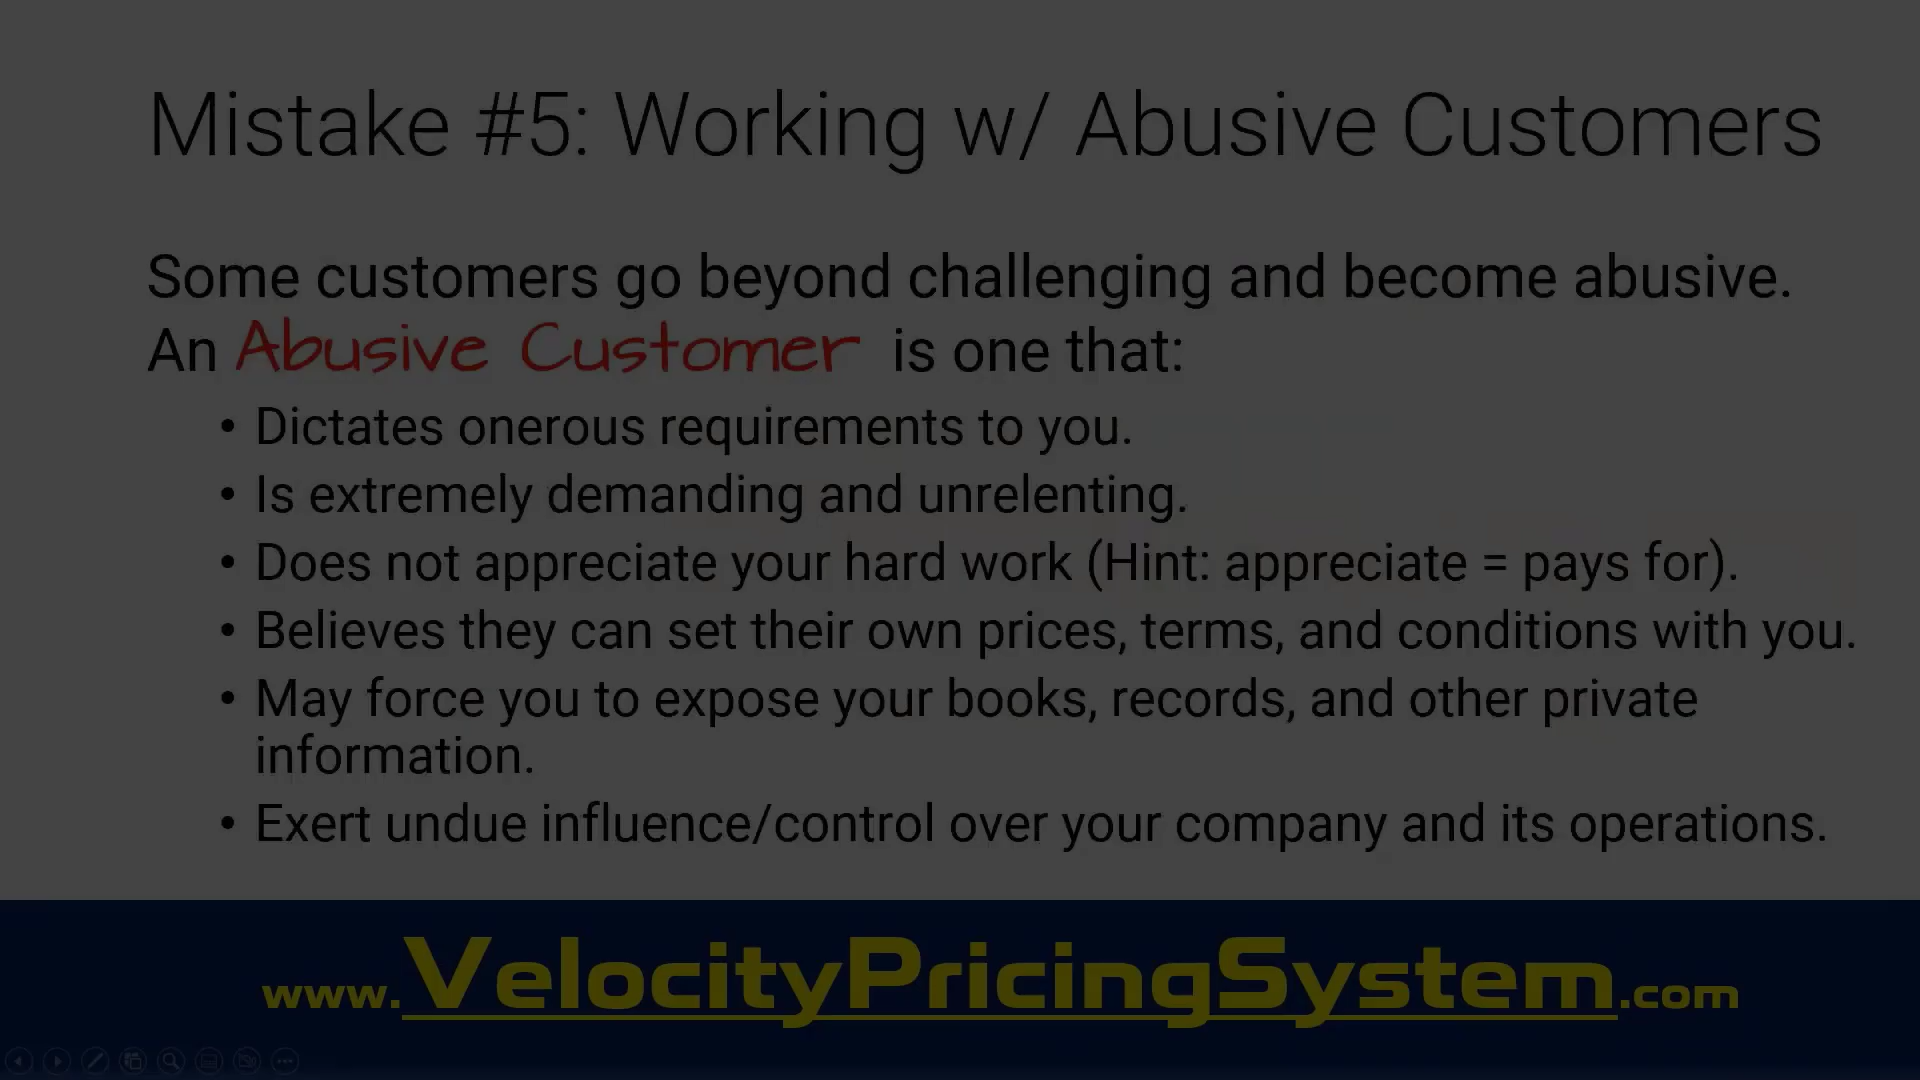 Mistake #5: Working w/ Abusive Customers
Some customers go beyond challenging and become abusive.
An Abusive Customer is one that:
• Dictates onerous requirements to you.
• Is extremely demanding and unrelenting.
• Does not appreciate your hard work (Hint: appreciate = pays for).
• Believes they can set their own prices, terms, and conditions with you.
• May force you to expose your books, records, and other private
information.
• Exert undue influence/control over your company and its operations.
www.VelocityPricingSystem.com